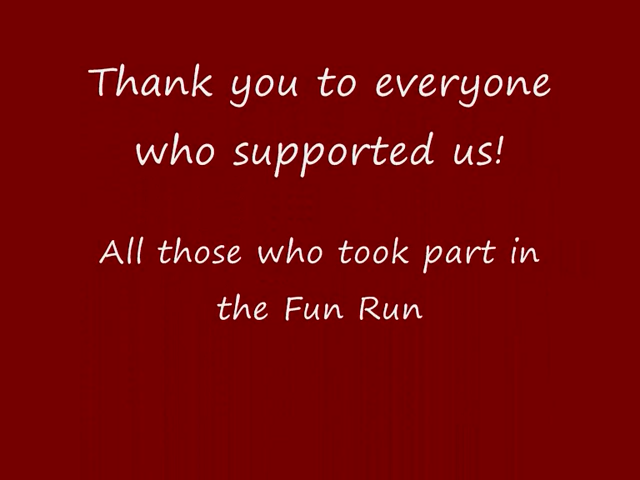 Thank you to everyone
who supported us!
All those who took part in
the Fun Run